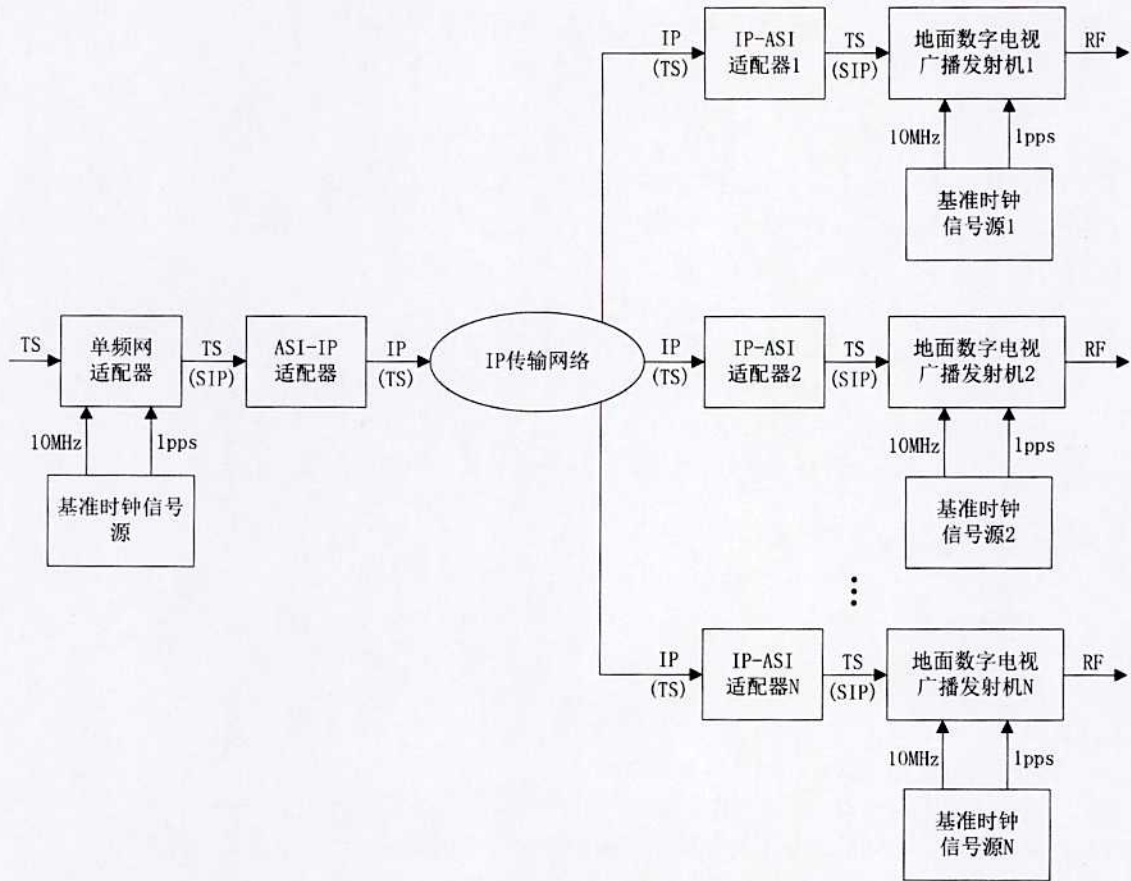 IP
(TS)
IP-ASI
适配器1
TS
(SIP)
地面数字电视
广播发射机1
RF
10MHz
1pps
基准时钟
信号源1
TS
单频网
适配器
TS
(SIP)
ASI-IP
适配器
IP
(TS)
IP传输网络
IP
(TS)
IP-ASI
适配器2
TS
(SIP)
地面数字电视
广播发射机2
RF
10MHz
1pps
基准时钟信号
源
10MHz
1pps
基准时钟
信号源2
IP
(TS)
IP-ASI
适配器N
TS
(SIP)
地面数字电视
广播发射机N
RF
10MHz
1pps
基准时钟
信号源N